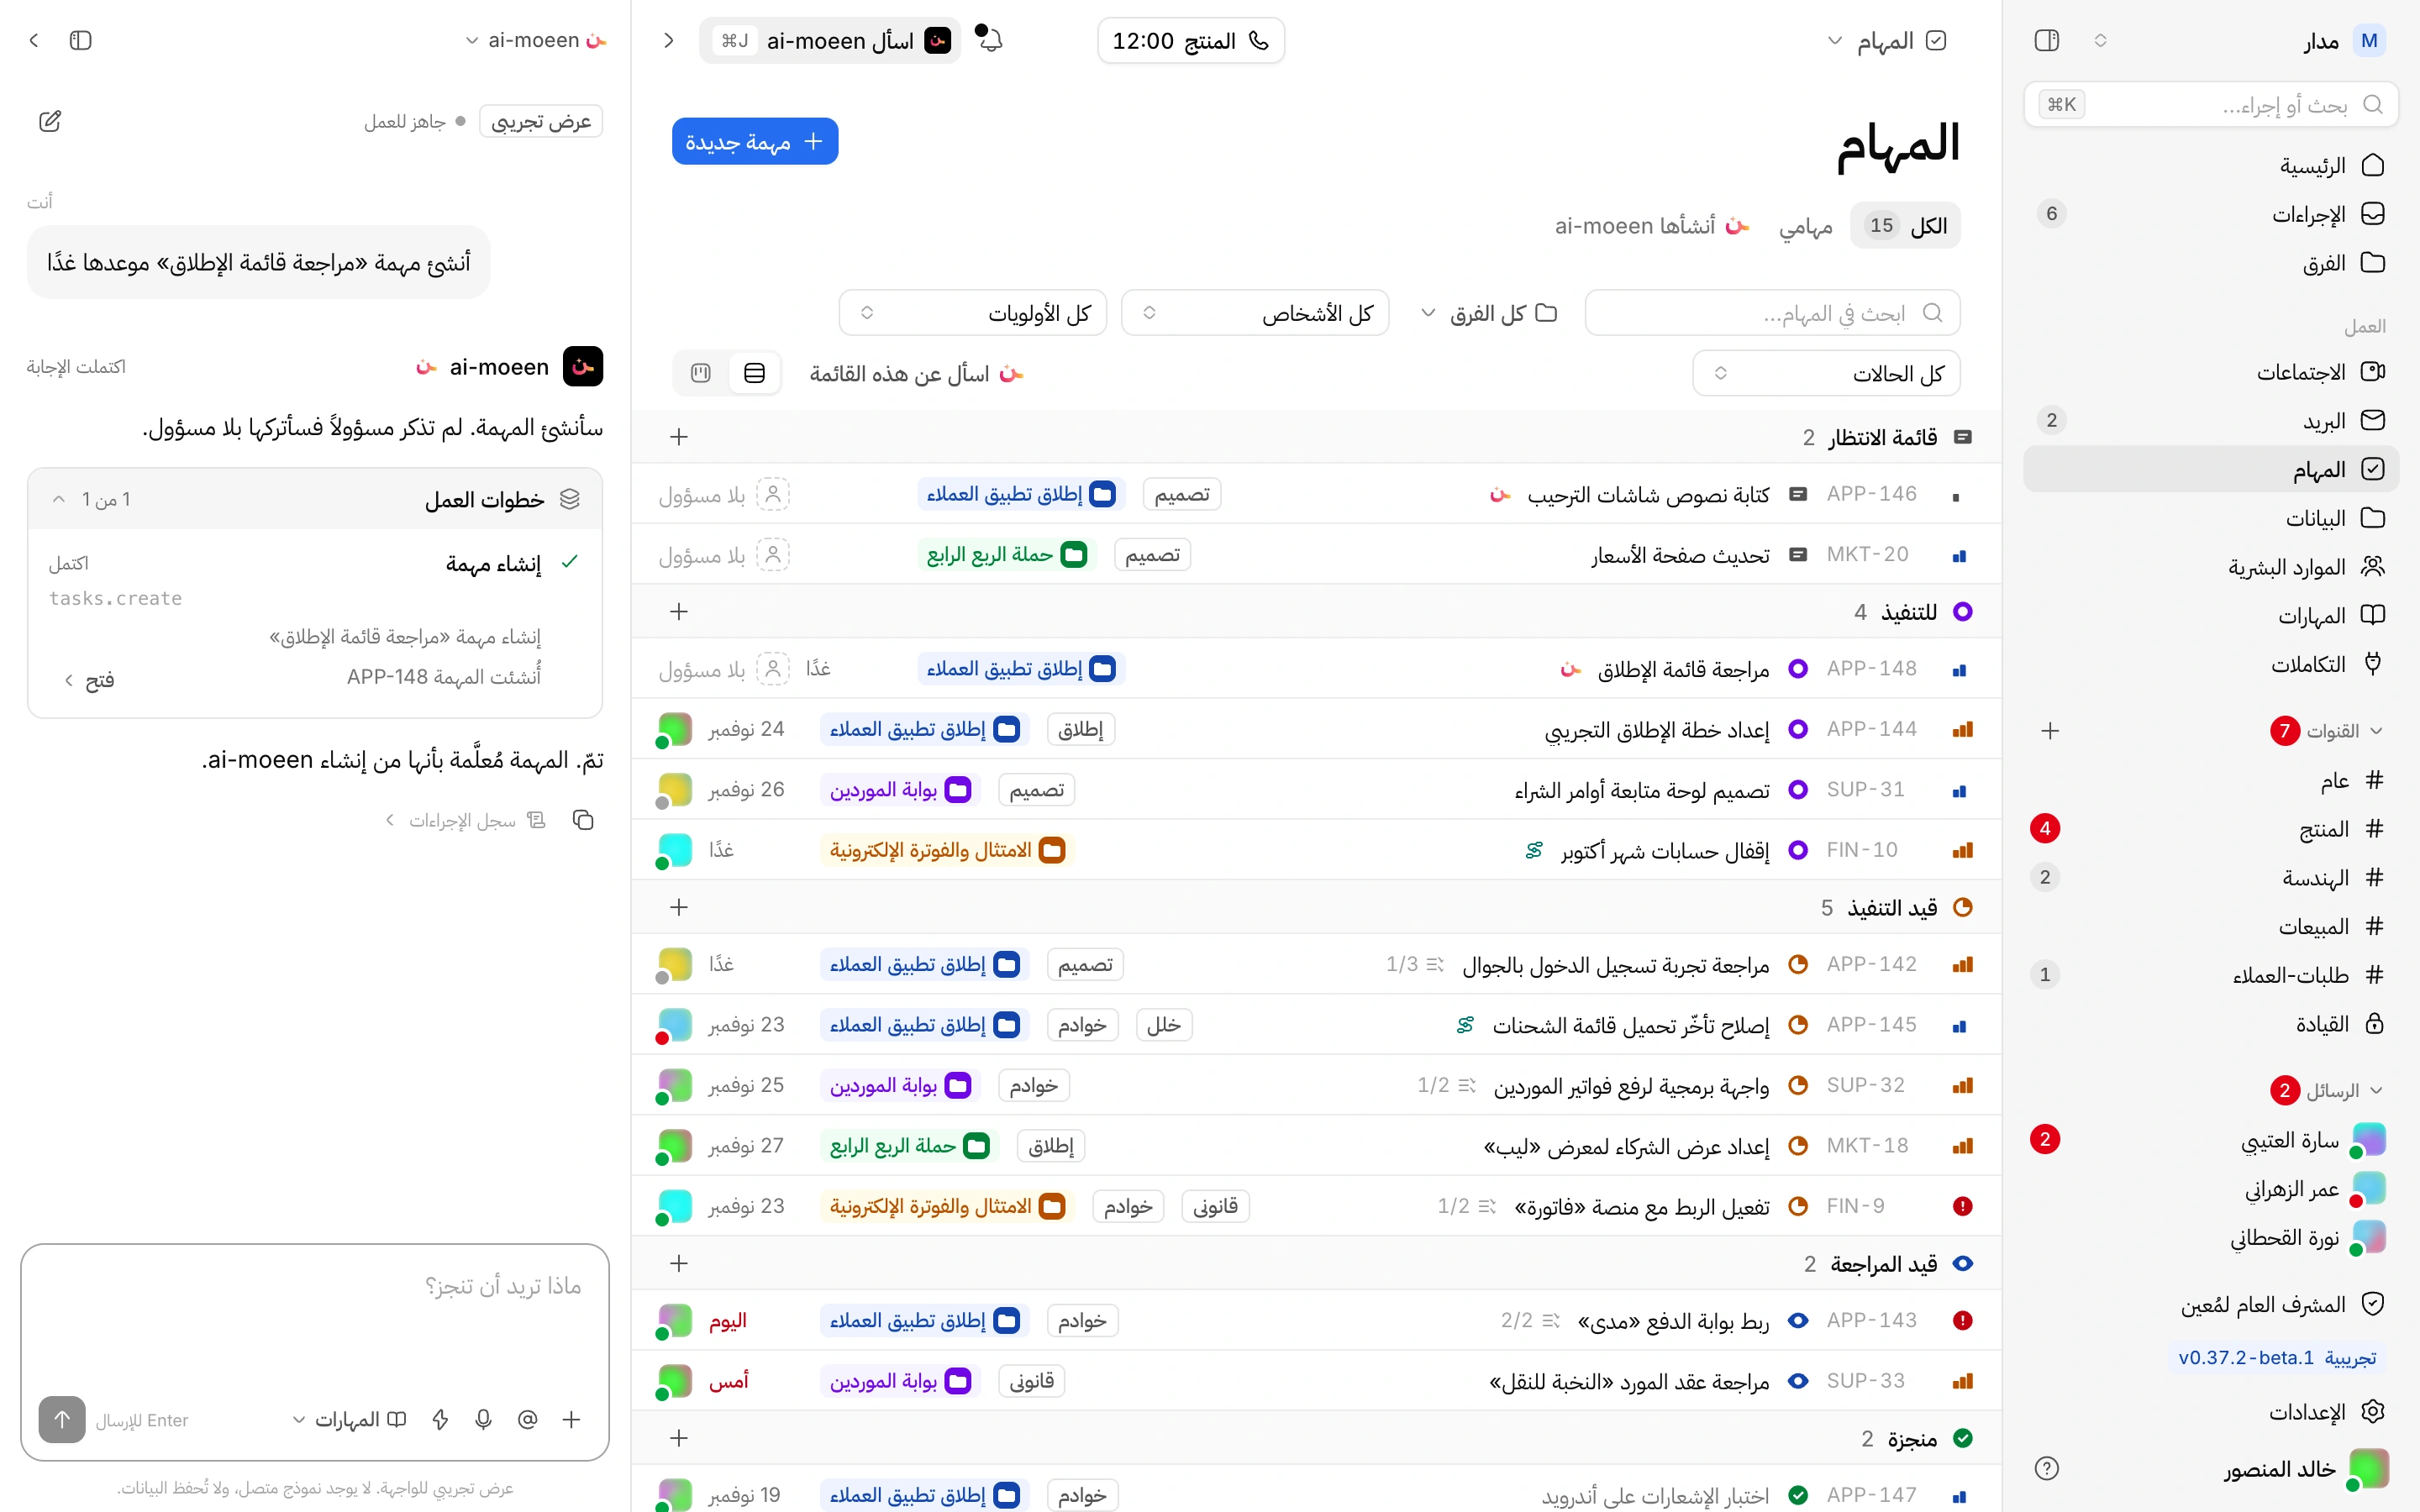 M مدار
بحث أو إجراء... ⌘K
الرئيسية
الإجراءات 6
الفرق
العمل
الاجتماعات
البريد 2
المهام
البيانات
الموارد البشرية
المهارات
التكاملات
القنوات 7
# عام
# المنتج 4
# الهندسة 2
# المبيعات
# طلبات-العملاء 1
القيادة
الرسائل 2
سارة العتيبي 2
عمر الزهراني
نورة القحطاني
المشرف العام لمُعين
تجريبية v0.37.2-beta.1
الإعدادات
خالد المنصور
المهام
المنتج 12:00
اسأل ai-moeen ⌘J
المهام
مهمة جديدة
الكل 15 مهامي أنشأها ai-moeen
ابحث في المهام... كل الفرق كل الأشخاص كل الأولويات
كل الحالات اسأل عن هذه القائمة
قائمة الانتظار 2
APP-146 كتابة نصوص شاشات الترحيب تصميم إطلاق تطبيق العملاء بلا مسؤول
MKT-20 تحديث صفحة الأسعار تصميم حملة الربع الرابع بلا مسؤول
للتنفيذ 4
APP-148 مراجعة قائمة الإطلاق إطلاق تطبيق العملاء غدًا بلا مسؤول
APP-144 إعداد خطة الإطلاق التجريبي إطلاق إطلاق تطبيق العملاء 24 نوفمبر
SUP-31 تصميم لوحة متابعة أوامر الشراء تصميم بوابة الموردين 26 نوفمبر
FIN-10 إقفال حسابات شهر أكتوبر الامتثال والفوترة الإلكترونية غدًا
قيد التنفيذ 5
APP-142 مراجعة تجربة تسجيل الدخول بالجوال 1/3 تصميم إطلاق تطبيق العملاء غدًا
APP-145 إصلاح تأخّر تحميل قائمة الشحنات خلل خوادم إطلاق تطبيق العملاء 23 نوفمبر
SUP-32 واجهة برمجية لرفع فواتير الموردين 1/2 خوادم بوابة الموردين 25 نوفمبر
MKT-18 إعداد عرض الشركاء لمعرض «ليب» إطلاق حملة الربع الرابع 27 نوفمبر
FIN-9 تفعيل الربط مع منصة «فاتورة» 1/2 قانوني خوادم الامتثال والفوترة الإلكترونية 23 نوفمبر
قيد المراجعة 2
APP-143 ربط بوابة الدفع «مدى» 2/2 خوادم إطلاق تطبيق العملاء اليوم
SUP-33 مراجعة عقد المورد «النخبة للنقل» قانوني بوابة الموردين أمس
منجزة 2
APP-147 اختبار الإشعارات على أندرويد خوادم إطلاق تطبيق العملاء 19 نوفمبر
ai-moeen
عرض تجريبي جاهز للعمل
أنت
أنشئ مهمة «مراجعة قائمة الإطلاق» موعدها غدًا
ai-moeen اكتملت الإجابة
سأنشئ المهمة. لم تذكر مسؤولاً فسأتركها بلا مسؤول.
خطوات العمل 1 من 1
إنشاء مهمة اكتمل
tasks.create
إنشاء مهمة «مراجعة قائمة الإطلاق»
أُنشئت المهمة APP-148 فتح
تمّ. المهمة مُعلَّمة بأنها من إنشاء ai-moeen.
سجل الإجراءات
ماذا تريد أن تنجز؟
المهارات Enter للإرسال
عرض تجريبي للواجهة. لا يوجد نموذج متصل، ولا تُحفظ البيانات.